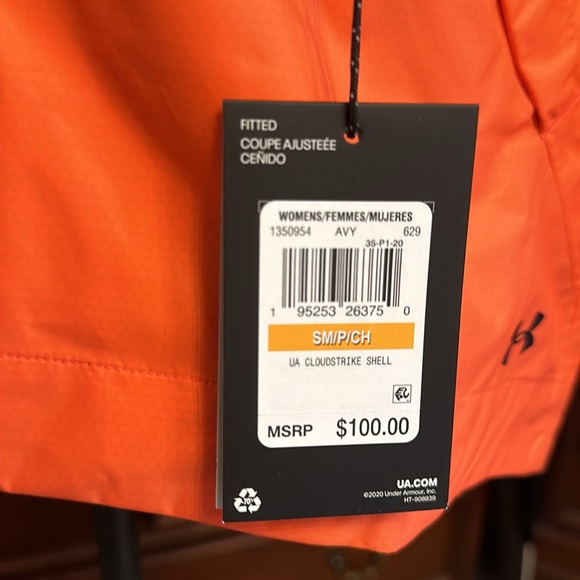 FITTED
COUPE AJUSTEÉE
CEÑIDO
WOMENS/FEMMES/MUJERES
1350954 AVY 629
35-P1-20
1 95253 26375 0
SM/P/CH
UA CLOUDSTRIKE SHELL
MSRP $100.00
UA.COM
©2020 Under Armour, Inc.
HT-908839
70%